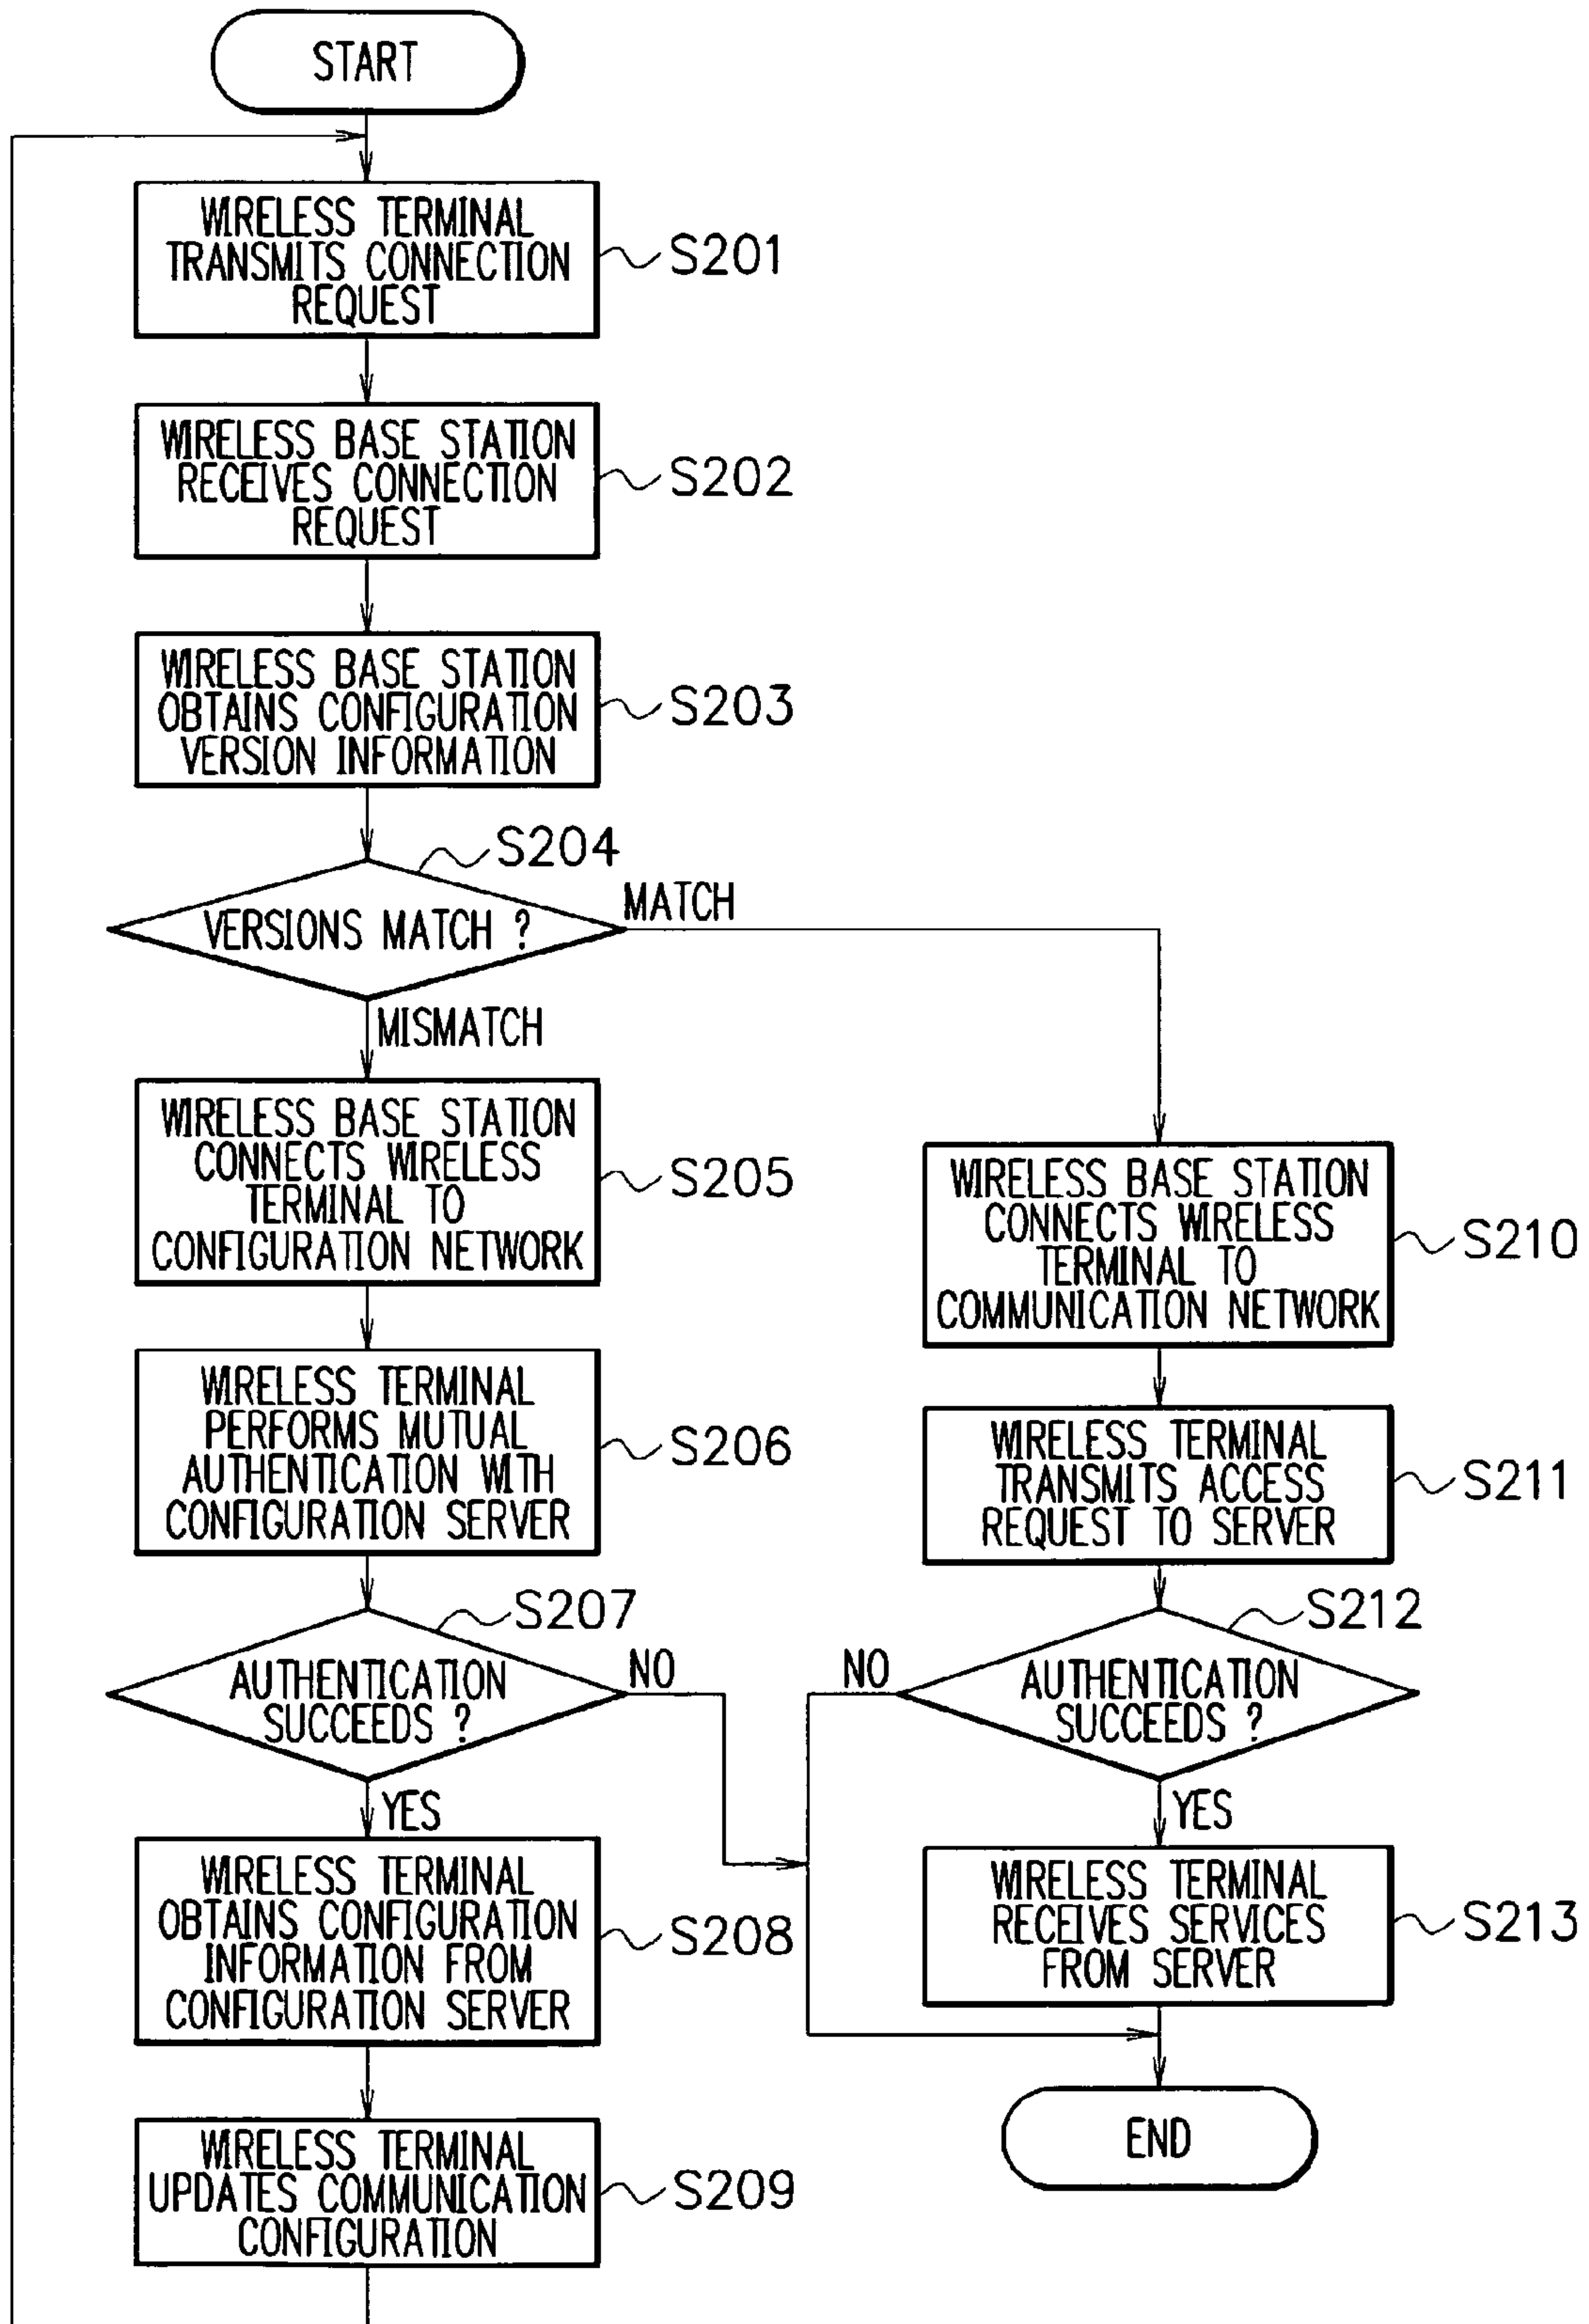 START
WIRELESS TERMINAL
TRANSMITS CONNECTION
REQUEST
S201
WIRELESS BASE STATION
RECEIVES CONNECTION
REQUEST
S202
WIRELESS BASE STATION
OBTAINS CONFIGURATION
VERSION INFORMATION
S203
S204
VERSIONS MATCH ?
MATCH
MISMATCH
WIRELESS BASE STATION
CONNECTS WIRELESS
TERMINAL TO
CONFIGURATION NETWORK
S205
WIRELESS TERMINAL
PERFORMS MUTUAL
AUTHENTICATION WITH
CONFIGURATION SERVER
S206
S207
AUTHENTICATION
SUCCEEDS ?
NO
YES
WIRELESS TERMINAL
OBTAINS CONFIGURATION
INFORMATION FROM
CONFIGURATION SERVER
S208
WIRELESS TERMINAL
UPDATES COMMUNICATION
CONFIGURATION
S209
WIRELESS BASE STATION
CONNECTS WIRELESS
TERMINAL TO
COMMUNICATION NETWORK
S210
WIRELESS TERMINAL
TRANSMITS ACCESS
REQUEST TO SERVER
S211
S212
NO
AUTHENTICATION
SUCCEEDS ?
YES
WIRELESS TERMINAL
RECEIVES SERVICES
FROM SERVER
S213
END